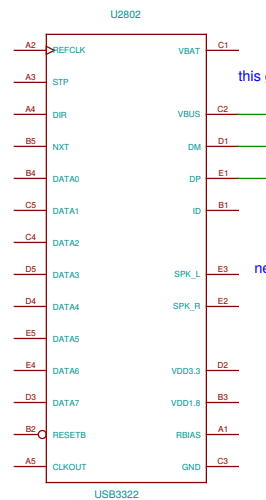 U2802
A2 REFCLK VBAT C1
A3 STP this
A4 DIR VBUS C2
B5 NXT DM D1
B4 DATA0 DP E1
C5 DATA1 ID B1
C4 DATA2
D5 DATA3 SPK_L E3 ne
D4 DATA4 SPK_R E2
E5 DATA5
E4 DATA6 VDD3.3 D2
D3 DATA7 VDD1.8 B3
B2 RESETB RBIAS A1
A5 CLKOUT GND C3
USB3322